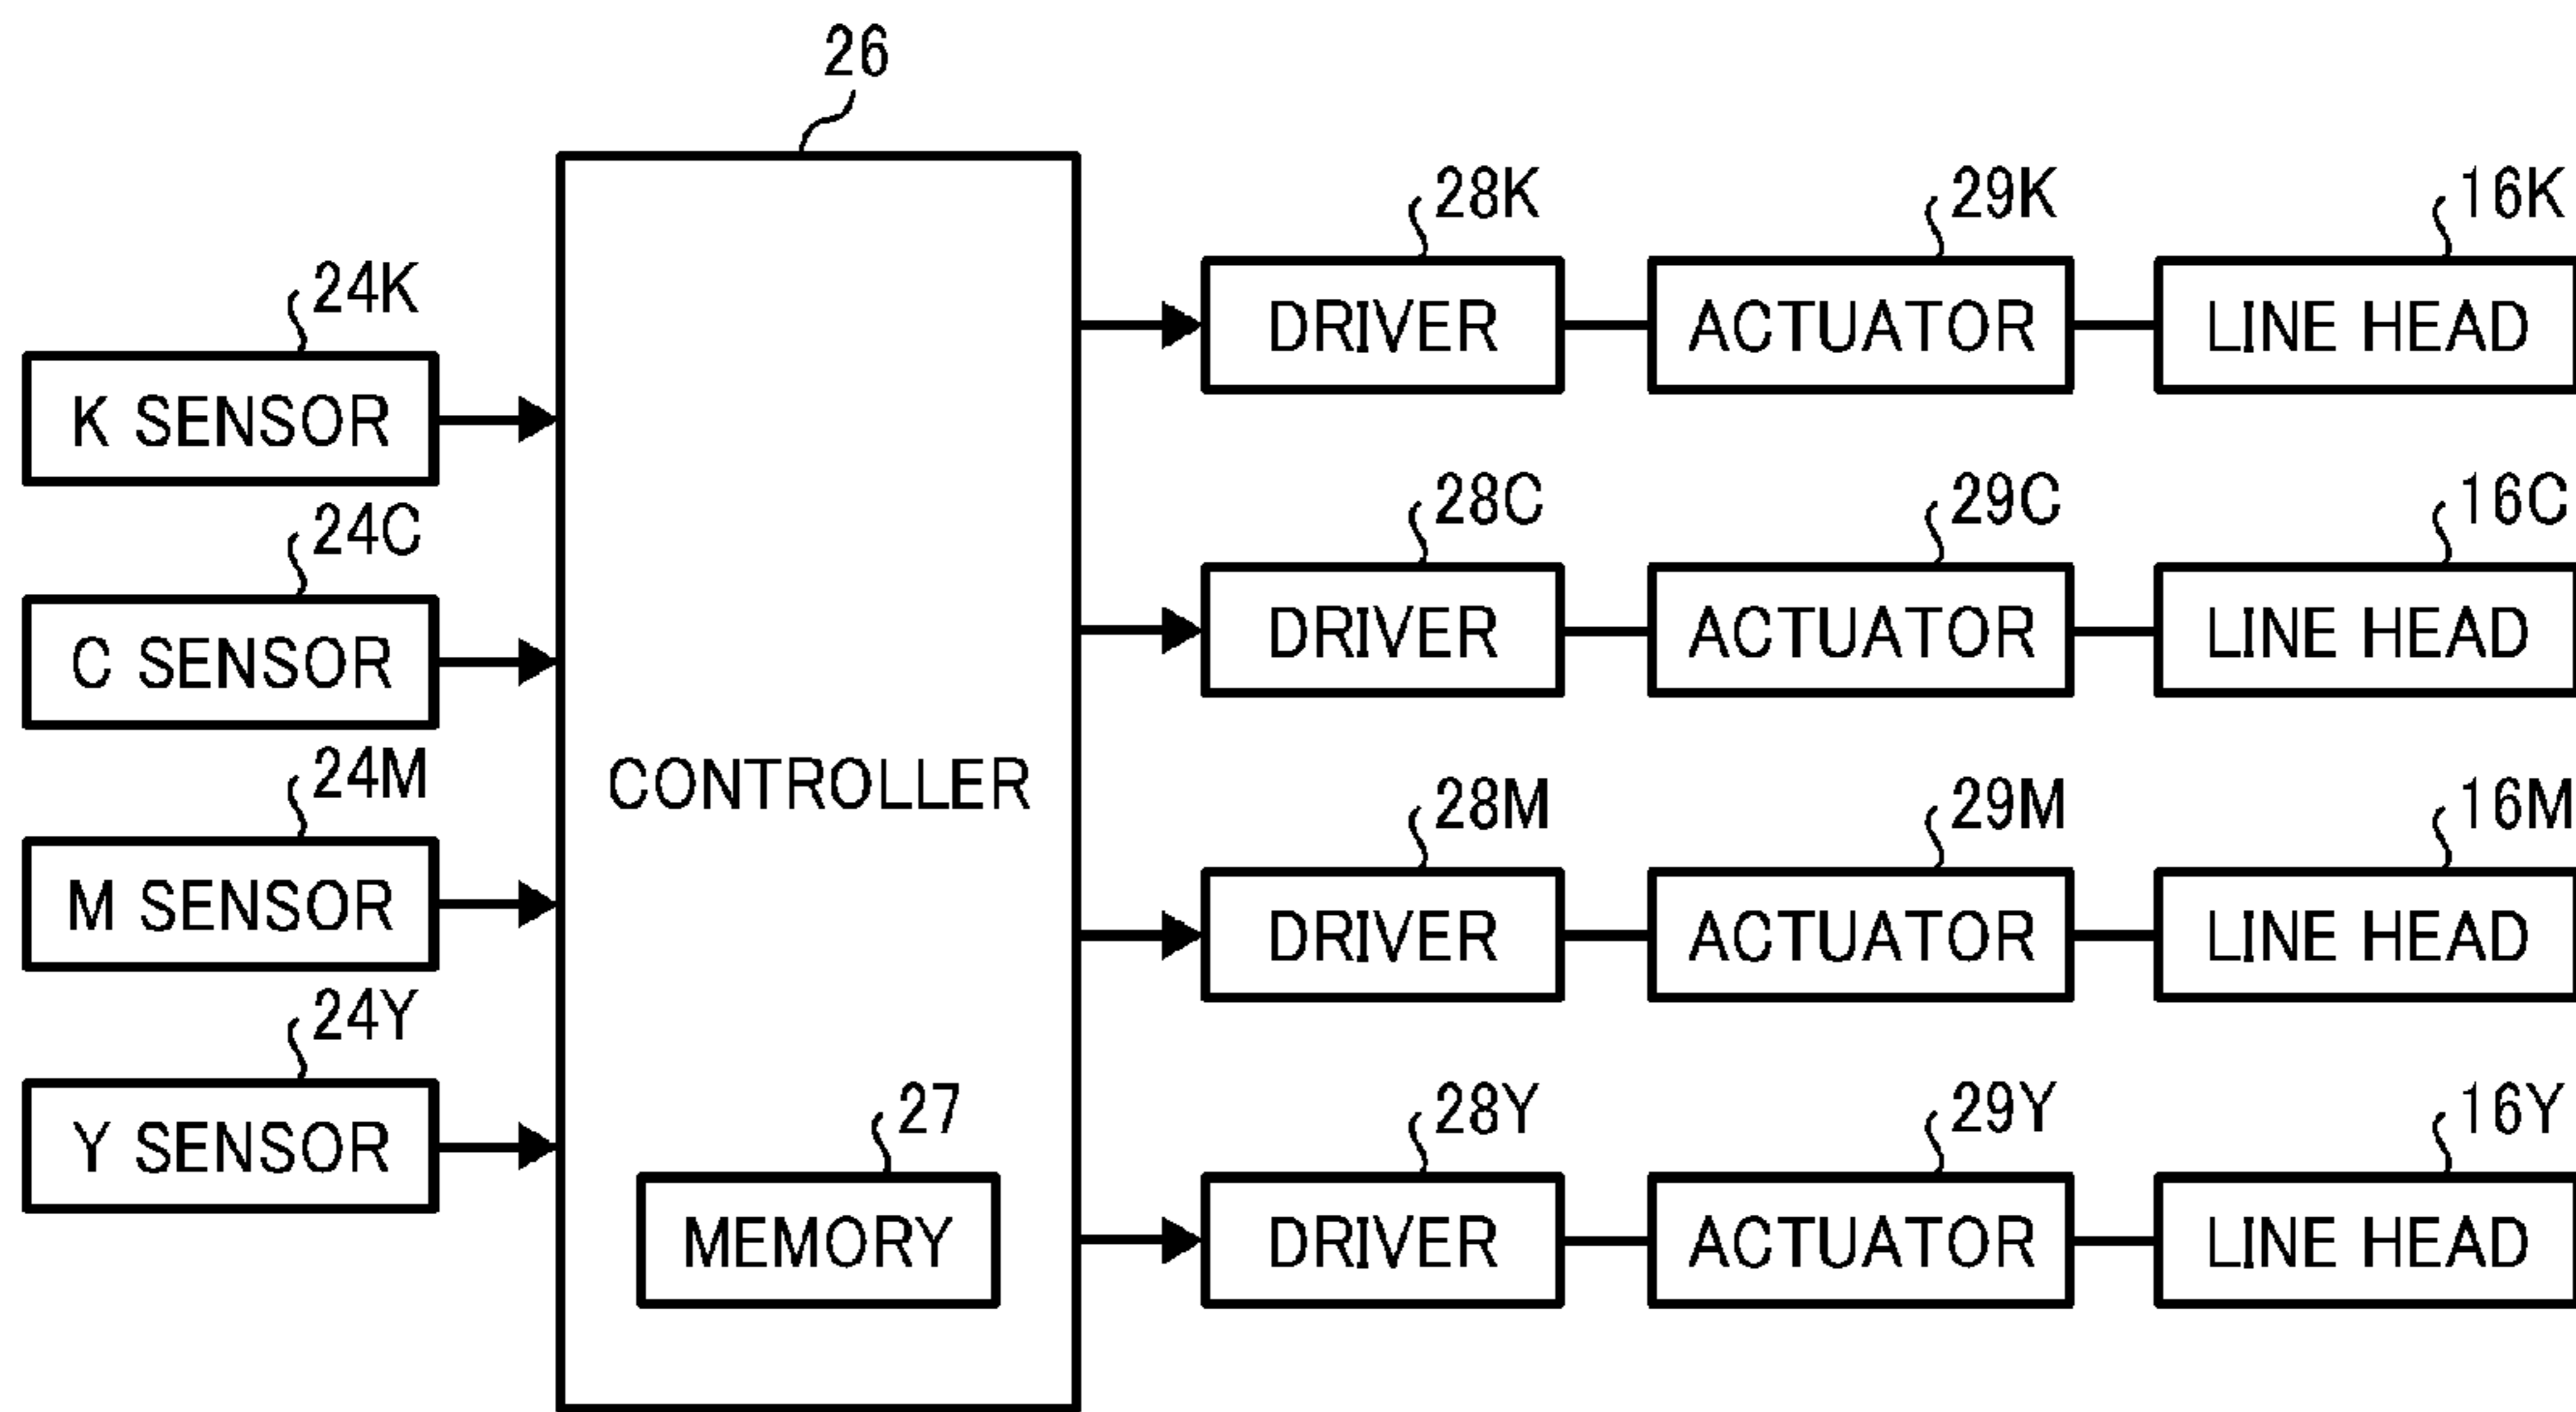 26
28K
29K
16K
24K
DRIVER
ACTUATOR
LINE HEAD
K SENSOR
28C
29C
16C
24C
DRIVER
ACTUATOR
LINE HEAD
C SENSOR
24M
CONTROLLER
28M
29M
16M
M SENSOR
DRIVER
ACTUATOR
LINE HEAD
24Y
27
28Y
29Y
16Y
Y SENSOR
MEMORY
DRIVER
ACTUATOR
LINE HEAD